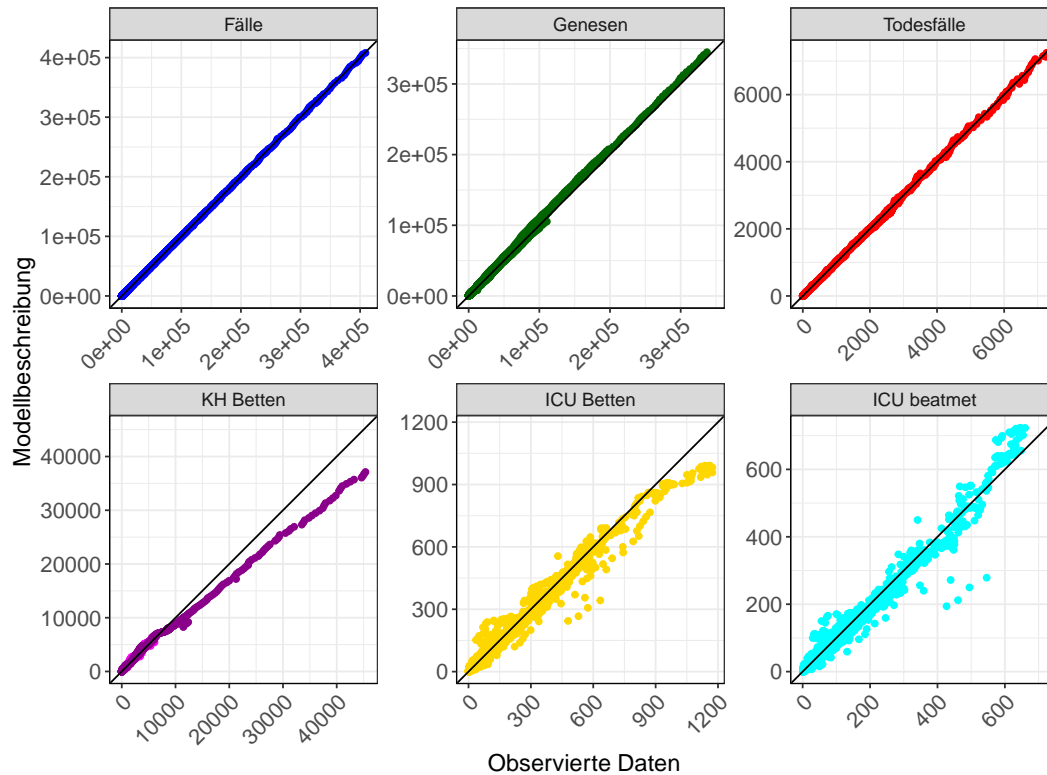 Fälle
Genesen
Todesfälle
4e+05
3e+05
2e+05
1e+05
0e+00
0e+00
1e+05
2e+05
3e+05
4e+05
3e+05
2e+05
1e+05
0e+00
0e+00
1e+05
2e+05
3e+05
6000
4000
2000
0
0
2000
4000
6000
Modellbeschreibung
KH Betten
ICU Betten
ICU beatmet
40000
30000
20000
10000
0
0
10000
20000
30000
40000
1200
900
600
300
0
0
300
600
900
1200
600
400
200
0
0
200
400
600
Observierte Daten